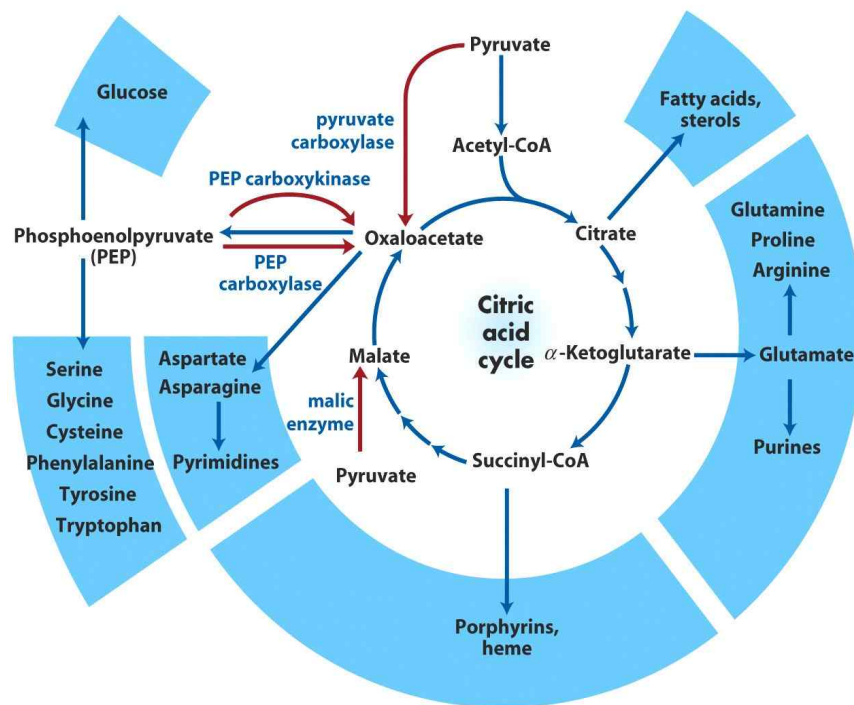 Pyruvate
Glucose
Fatty acids,
sterols
pyruvate
carboxylase
Acetyl-CoA
PEP carboxykinase
Glutamine
Proline
Arginine
Phosphoenolpyruvate
(PEP)
Oxaloacetate
Citrate
PEP
carboxylase
Citric
acid
cycle
Aspartate
Asparagine
Malate
α-Ketoglutarate
Glutamate
Serine
Glycine
Cysteine
Phenylalanine
Tyrosine
Tryptophan
malic
enzyme
Pyrimidines
Pyruvate
Succinyl-CoA
Purines
Porphyrins,
heme